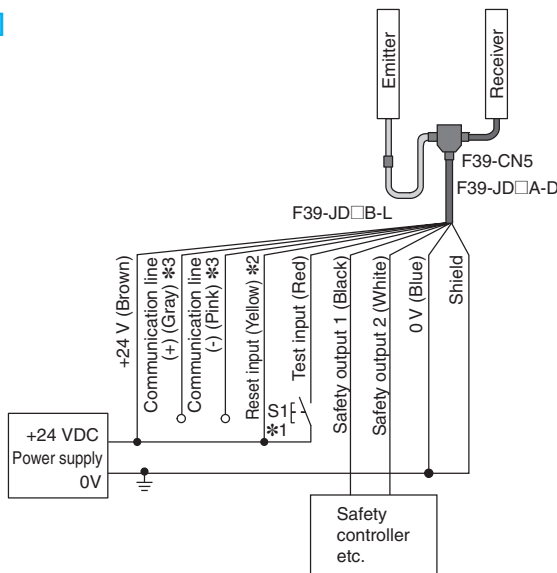 Emitter
Receiver
F39-CN5
F39-JD□A-D
F39-JD□B-L
+24 V (Brown)
Communication line
(+) (Gray) *3
Communication line
(-) (Pink) *3
Reset input (Yellow) *2
Test input (Red)
Safety output 1 (Black)
Safety output 2 (White)
0 V (Blue)
Shield
S1
*1
+24 VDC
Power supply
0V
Safety
controller
etc.